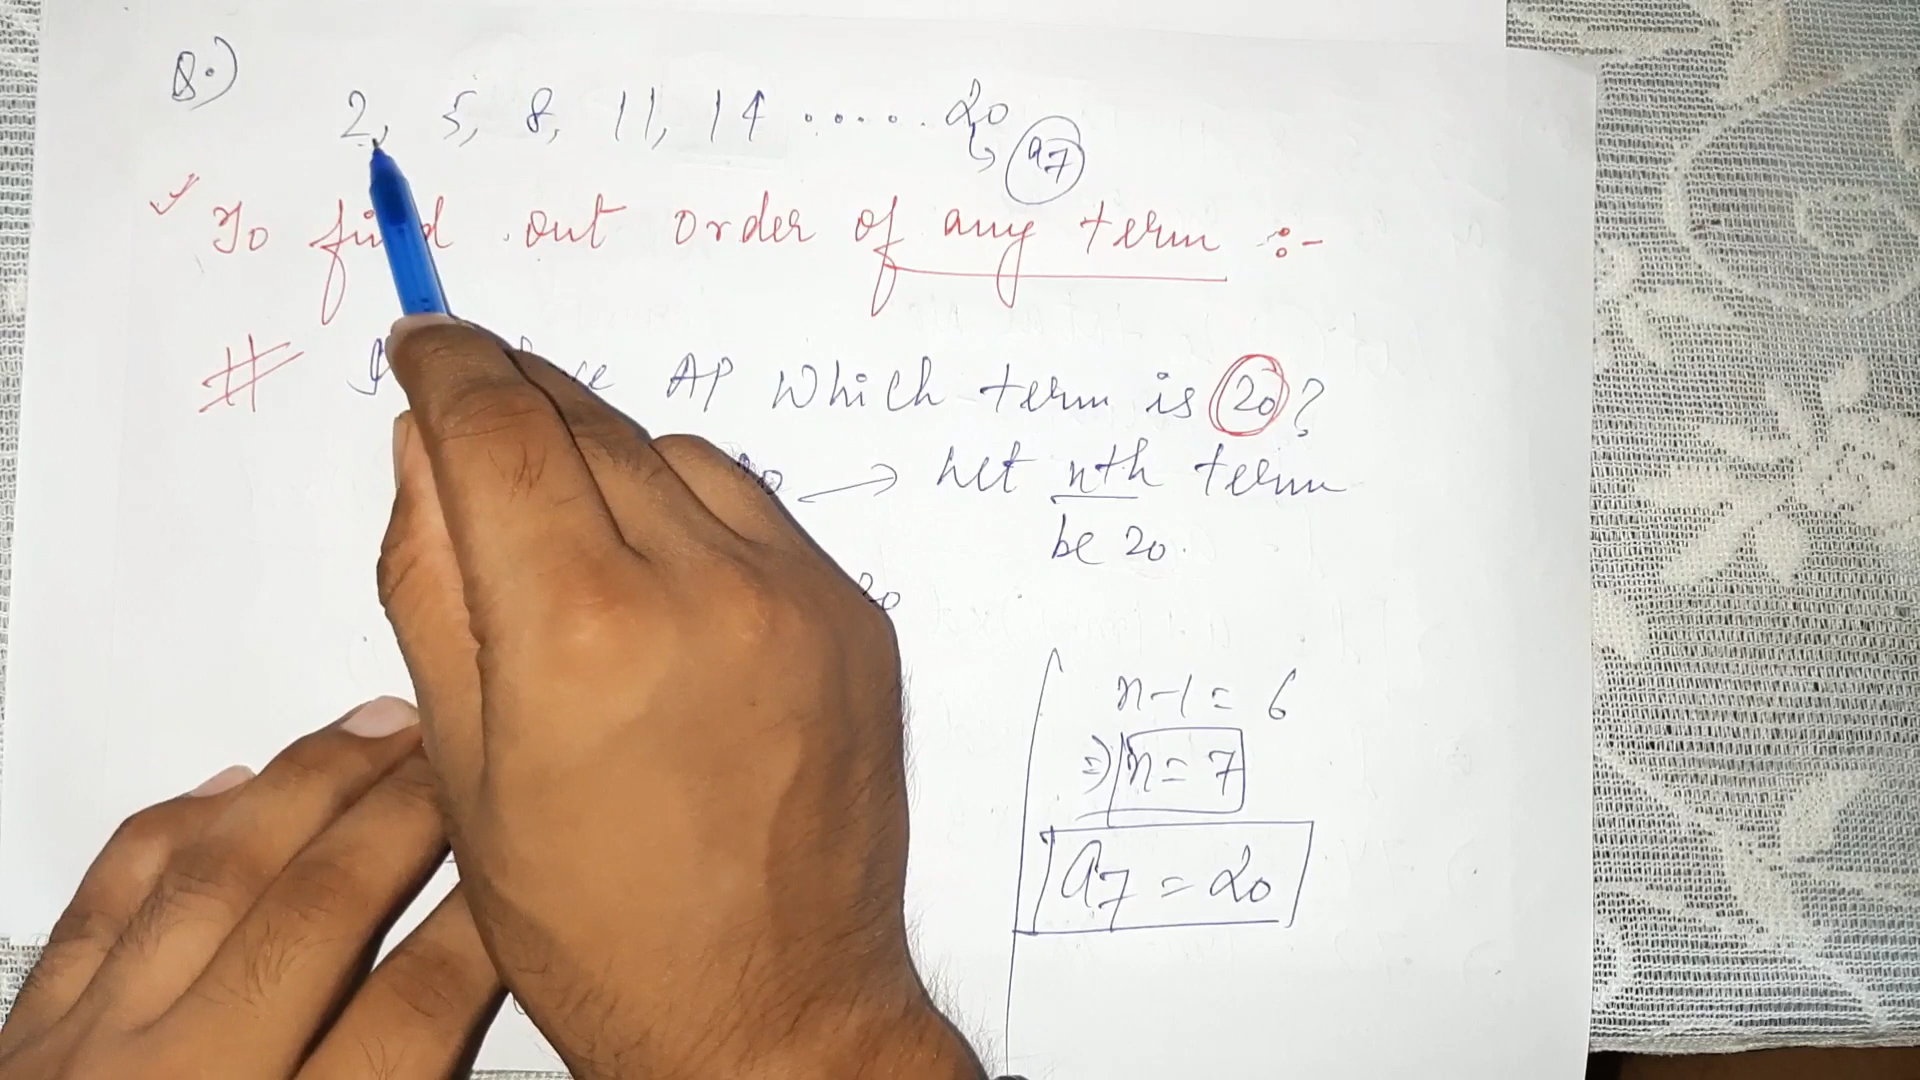 Q.)
2, 5, 8, 11, 14 ..... 20
a7
To find out order of any term :-
# AP Which term is 20?
→ Let nth term
be 20.
20
n-1 = 6
⇒ n = 7
a7 = 20